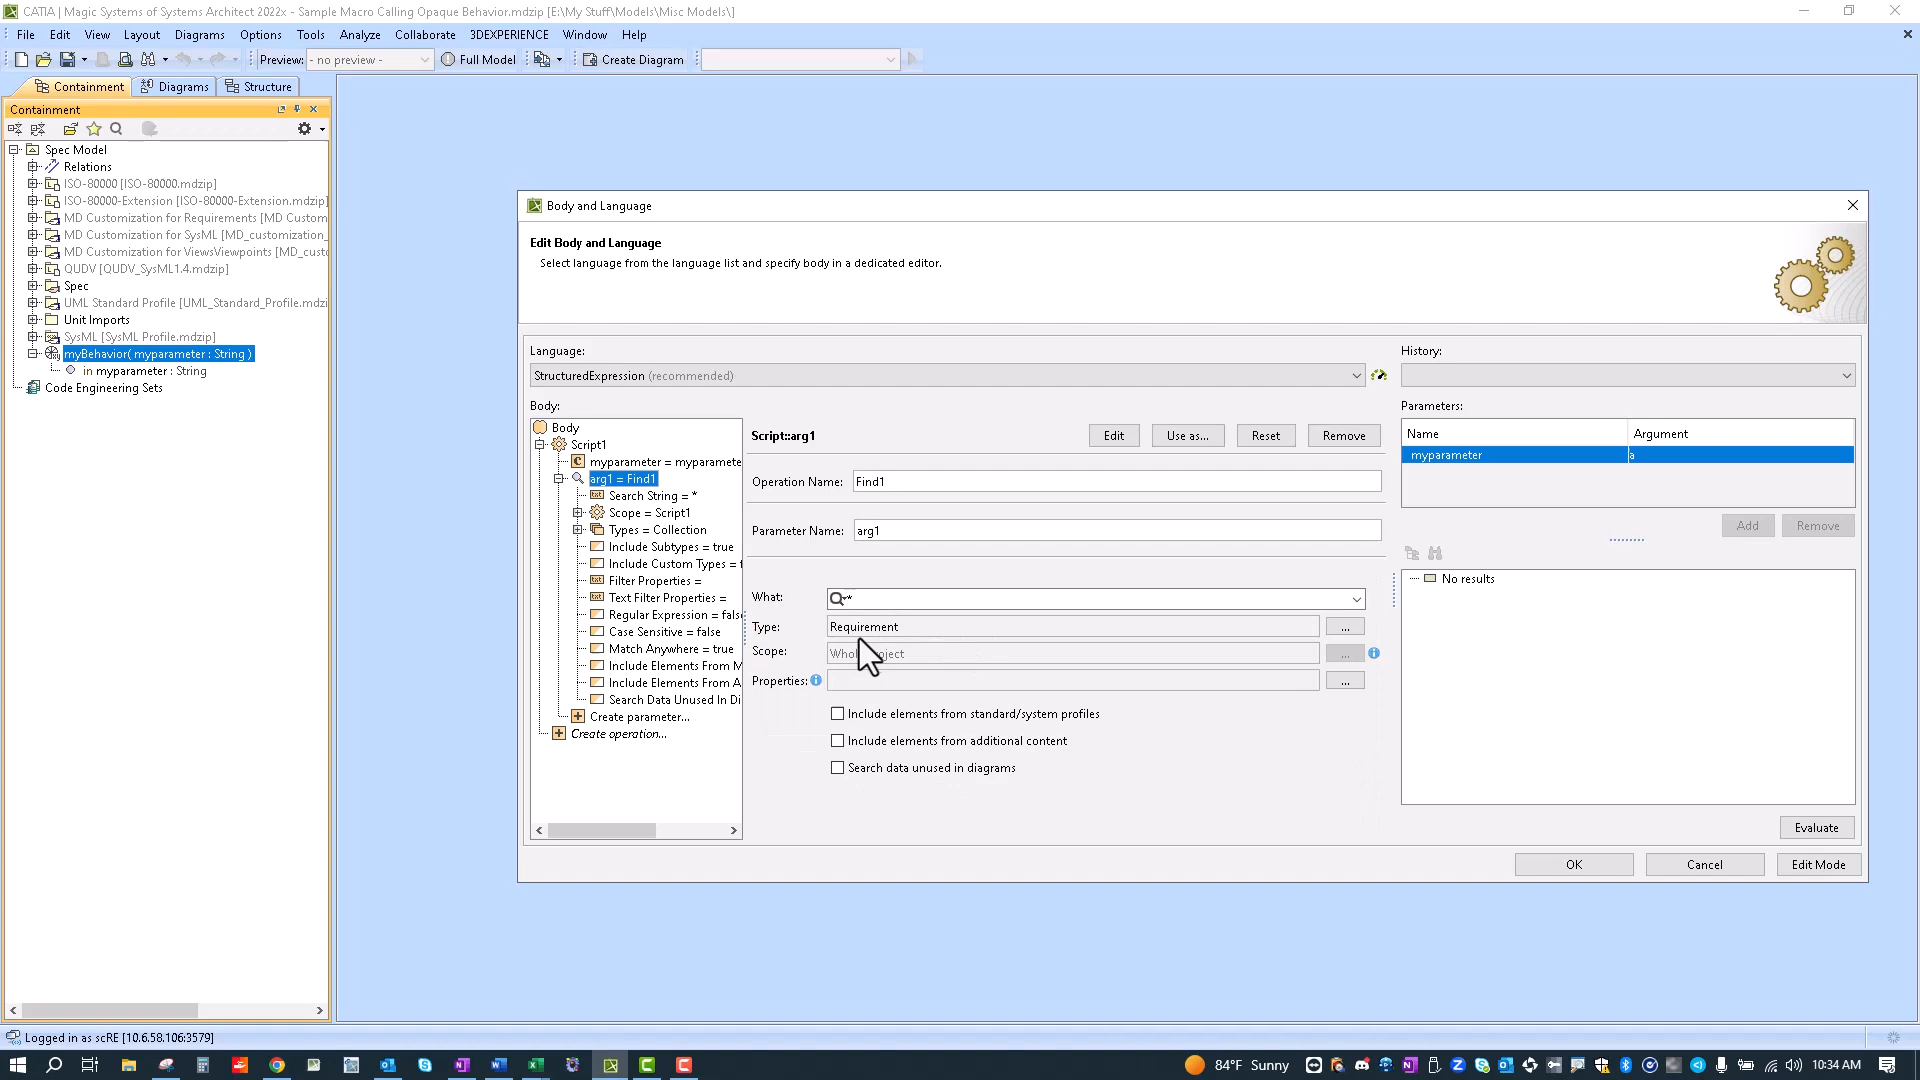 CATIA | Magic Systems of Systems Architect 2022x - Sample Macro Calling Opaque Behavior.mdzip [E:\My Stuff\Models\Misc Models\]
File Edit View Layout Diagrams Options Tools Analyze Collaborate 3DEXPERIENCE Window Help
Preview: - no preview - Full Model Create Diagram
Containment Diagrams Structure
Containment
Spec Model
Relations
ISO-80000 [ISO-80000.mdzip]
ISO-80000-Extension [ISO-80000-Extension.mdzip]
MD Customization for Requirements [MD Custom
MD Customization for SysML [MD_customization_
MD Customization for ViewsViewpoints [MD_custo
QUDV [QUDV_SysML1.4.mdzip]
Spec
UML Standard Profile [UML_Standard_Profile.mdzi
Unit Imports
SysML [SysML Profile.mdzip]
myBehavior( myparameter : String )
in myparameter : String
Code Engineering Sets
Body and Language
Edit Body and Language
Select language from the language list and specify body in a dedicated editor.
Language:
StructuredExpression (recommended)
Body:
Body
Script1
myparameter = myparamete
arg1 = Find1
Search String = *
Scope = Script1
Types = Collection
Include Subtypes = true
Include Custom Types = f
Filter Properties =
Text Filter Properties =
Regular Expression = fals
Case Sensitive = false
Match Anywhere = true
Include Elements From M
Include Elements From A
Search Data Unused In Di
Create parameter...
Create operation...
Script::arg1
Edit Use as... Reset Remove
Operation Name: Find1
Parameter Name: arg1
What: *
Type: Requirement ...
Scope: ...
Properties: ...
Include elements from standard/system profiles
Include elements from additional content
Search data unused in diagrams
History:
Parameters:
Name Argument
myparameter a
Add Remove
No results
Evaluate
OK Cancel Edit Mode
Logged in as scRE [10.6.58.106:3579]
84°F Sunny 10:34 AM